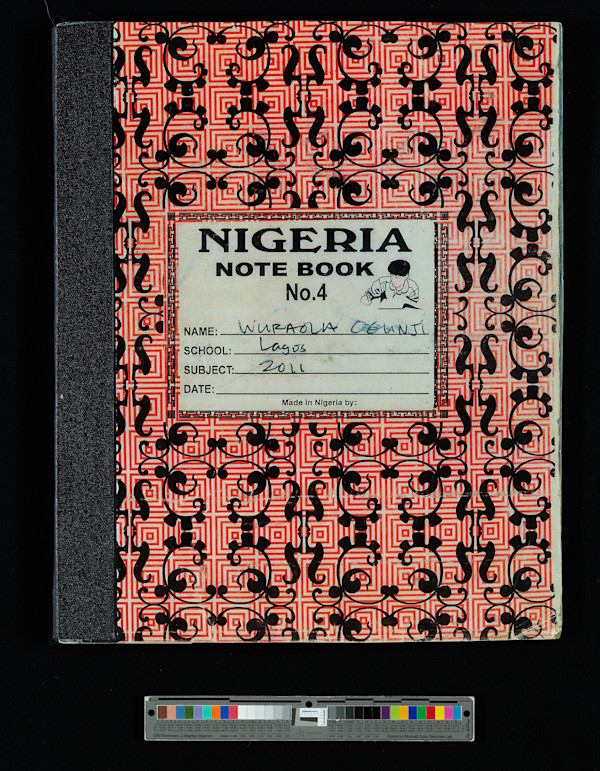 NIGERIA
NOTE BOOK
No.4
NAME: WURAOLA OGUNJI
SCHOOL: Lagos
SUBJECT: 2011
DATE:
Made in Nigeria by: